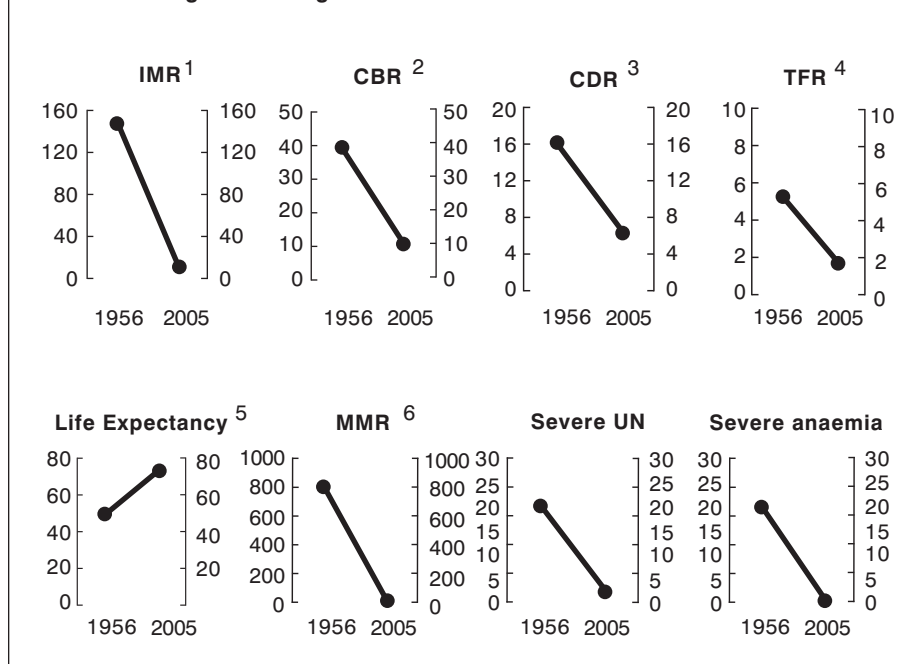 IMR 1
CBR 2
CDR 3
TFR 4
160 160 50 50 20 20 10 10
120 120 40 40 16 16 8 8
80 80 30 30 12 12 6 6
40 40 20 20 8 8 4 4
0 0 10 10 4 4 2 2
0 0 0 0 0 0
1956 2005 1956 2005 1956 2005 1956 2005
Life Expectancy 5
MMR 6
Severe UN
Severe anaemia
80 80 1000 1000 30 30 30 30
60 60 800 800 25 25 25 25
40 40 600 600 20 20 20 20
20 20 400 400 15 15 15 15
0 200 200 10 10 10 10
0 0 5 5 5 5
0 0 0 0
1956 2005 1956 2005 1956 2005 1956 2005